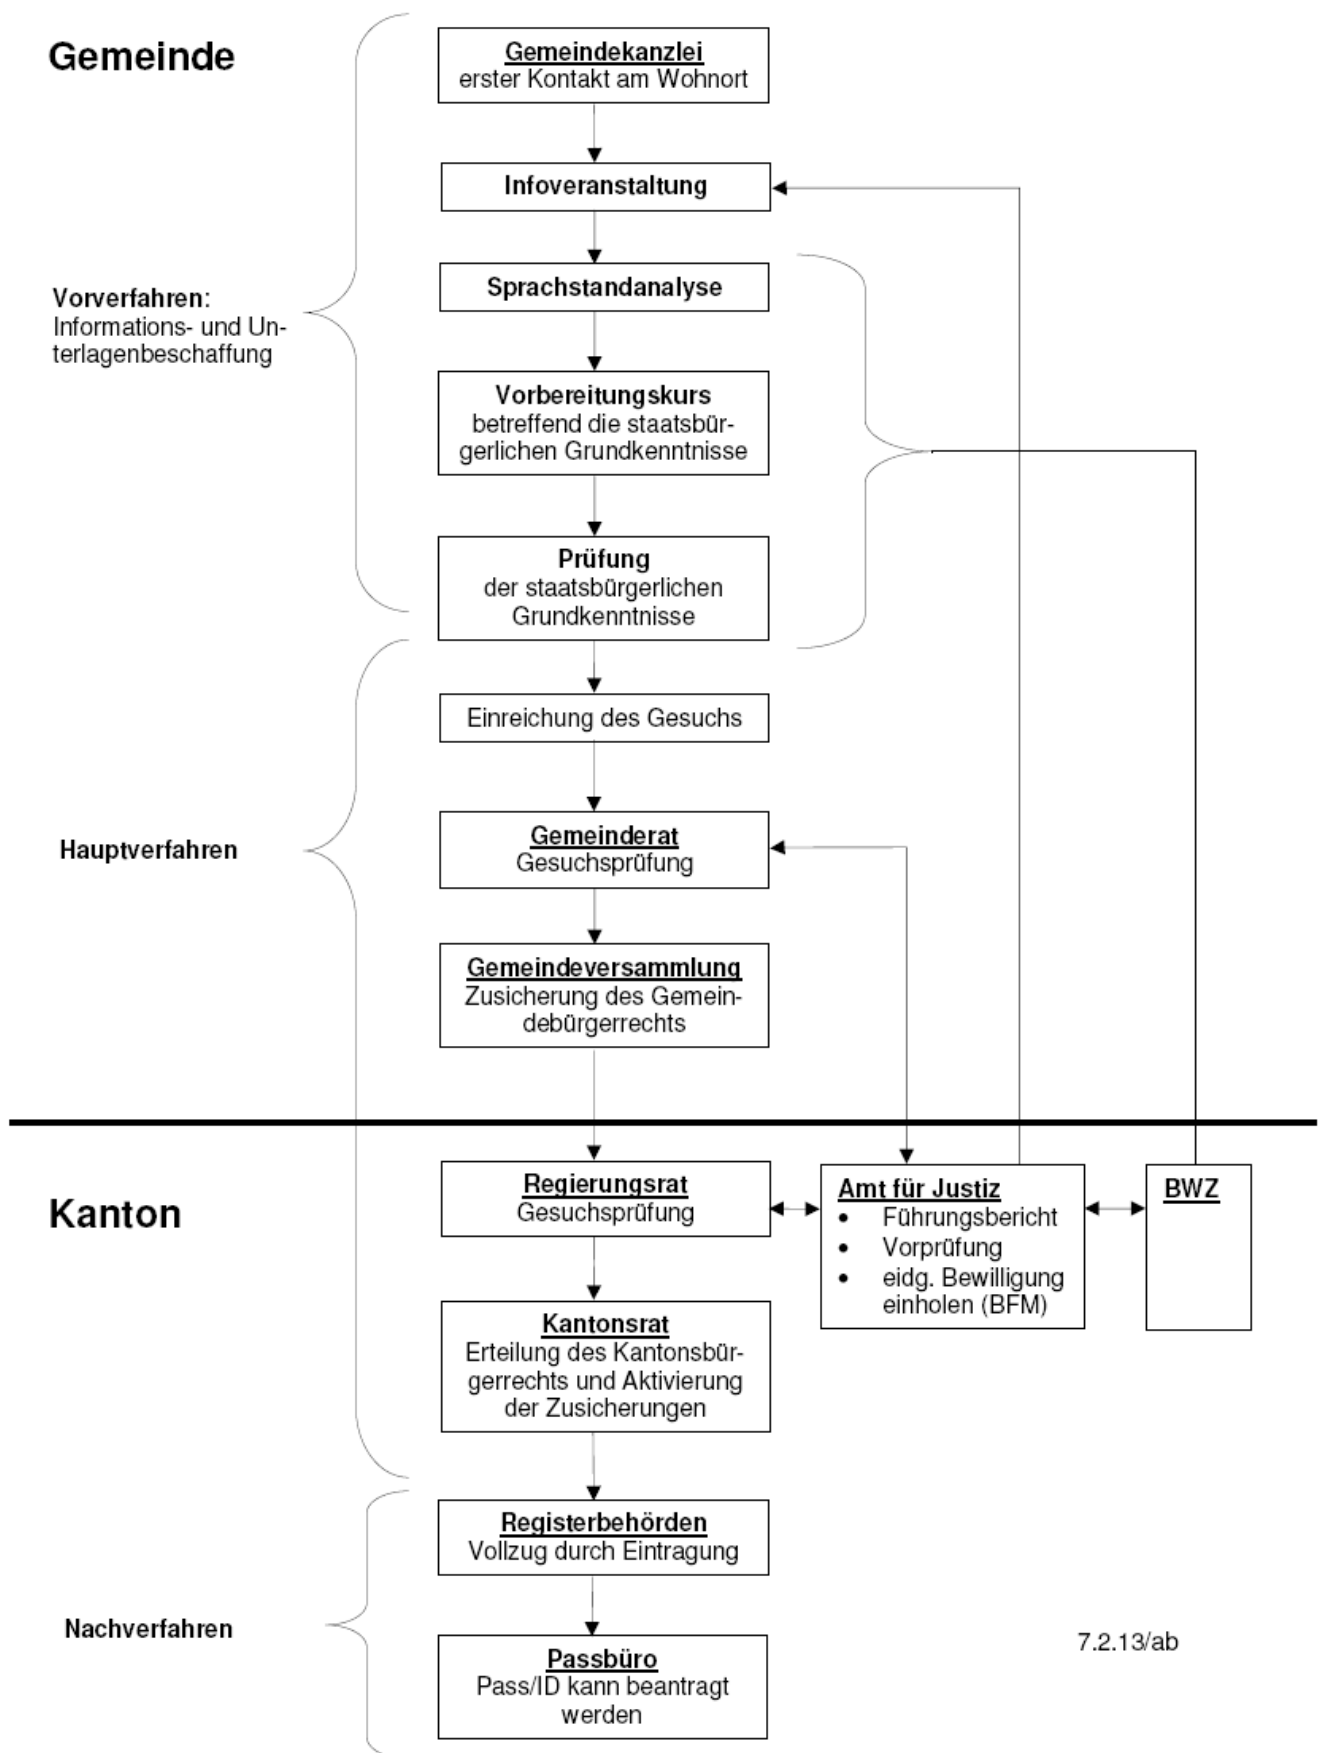 Gemeinde
Gemeindekanzlei
erster Kontakt am Wohnort
Infoveranstaltung
Sprachstandanalyse
Vorverfahren:
Informations- und Un-
terlagenbeschaffung
Vorbereitungskurs
betreffend die staatsbür-
gerlichen Grundkenntnisse
Prüfung
der staatsbürgerlichen
Grundkenntnisse
Einreichung des Gesuchs
Hauptverfahren
Gemeinderat
Gesuchsprüfung
Gemeindeversammlung
Zusicherung des Gemein-
debürgerrechts
Kanton
Regierungsrat
Gesuchsprüfung
Amt für Justiz
• Führungsbericht
• Vorprüfung
• eidg. Bewilligung
einholen (BFM)
BWZ
Kantonsrat
Erteilung des Kantonsbür-
gerrechts und Aktivierung
der Zusicherungen
Registerbehörden
Vollzug durch Eintragung
Nachverfahren
Passbüro
Pass/ID kann beantragt
werden
7.2.13/ab